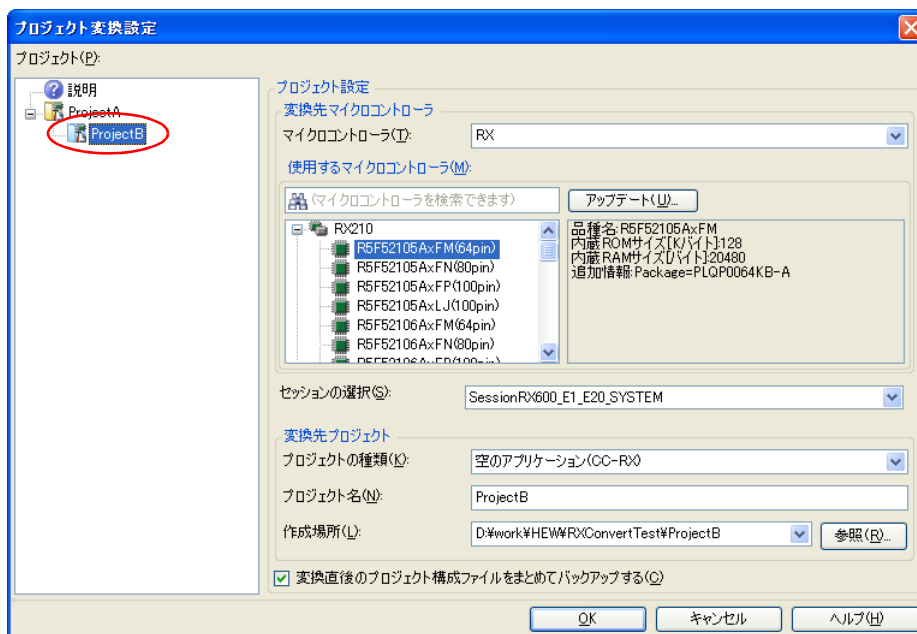 プロジェクト変換設定
プロジェクト(P):
説明
ProjectA
ProjectB
プロジェクト設定
変換先マイクロコントローラ
マイクロコントローラ(T):
RX
使用するマイクロコントローラ(M):
(マイクロコントローラを検索できます)
アップデート(U)...
RX210
R5F52105AxFM(64pin)
R5F52105AxFN(80pin)
R5F52105AxFP(100pin)
R5F52105AxLJ(100pin)
R5F52106AxFM(64pin)
R5F52106AxFN(80pin)
R5F52106AxFP(100pin)
品種名:R5F52105AxFM
内蔵ROMサイズ[Kバイト]:128
内蔵RAMサイズ[バイト]:20480
追加情報:Package=PLQP0064KB-A
セッションの選択(S):
SessionRX600_E1_E20_SYSTEM
変換先プロジェクト
プロジェクトの種類(K):
空のアプリケーション(CC-RX)
プロジェクト名(N):
ProjectB
作成場所(L):
D:¥work¥HEW¥RXConvertTest¥ProjectB
参照(R)...
変換直後のプロジェクト構成ファイルをまとめてバックアップする(C)
OK
キャンセル
ヘルプ(H)